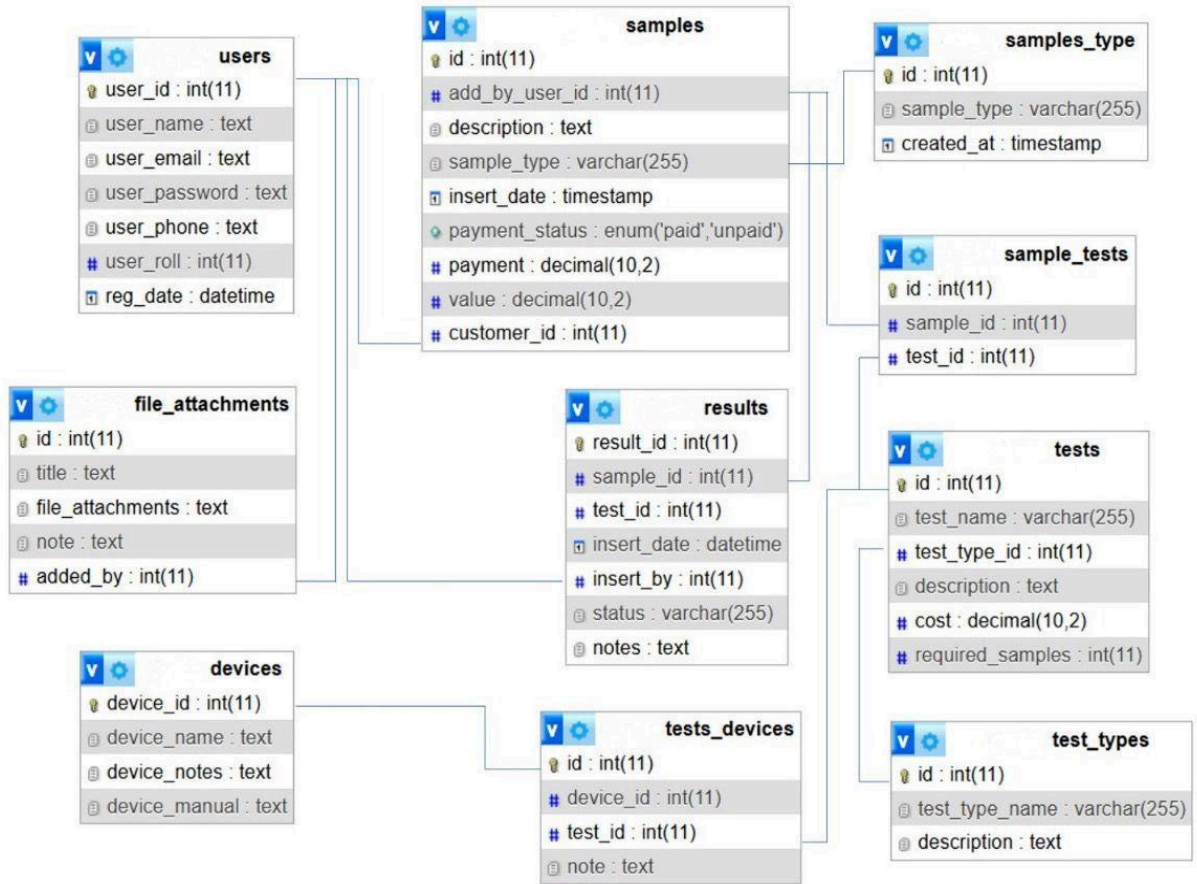 users
user_id : int(11)
user_name : text
user_email : text
user_password : text
user_phone : text
# user_roll : int(11)
reg_date : datetime
samples
id : int(11)
# add_by_user_id : int(11)
description : text
sample_type : varchar(255)
insert_date : timestamp
payment_status : enum('paid','unpaid')
# payment : decimal(10,2)
# value : decimal(10,2)
# customer_id : int(11)
samples_type
id : int(11)
sample_type : varchar(255)
created_at : timestamp
sample_tests
id : int(11)
# sample_id : int(11)
# test_id : int(11)
file_attachments
id : int(11)
title : text
file_attachments : text
note : text
# added_by : int(11)
results
result_id : int(11)
# sample_id : int(11)
# test_id : int(11)
insert_date : datetime
# insert_by : int(11)
status : varchar(255)
notes : text
tests
id : int(11)
test_name : varchar(255)
# test_type_id : int(11)
description : text
# cost : decimal(10,2)
# required_samples : int(11)
devices
device_id : int(11)
device_name : text
device_notes : text
device_manual : text
tests_devices
id : int(11)
# device_id : int(11)
# test_id : int(11)
note : text
test_types
id : int(11)
test_type_name : varchar(255)
description : text